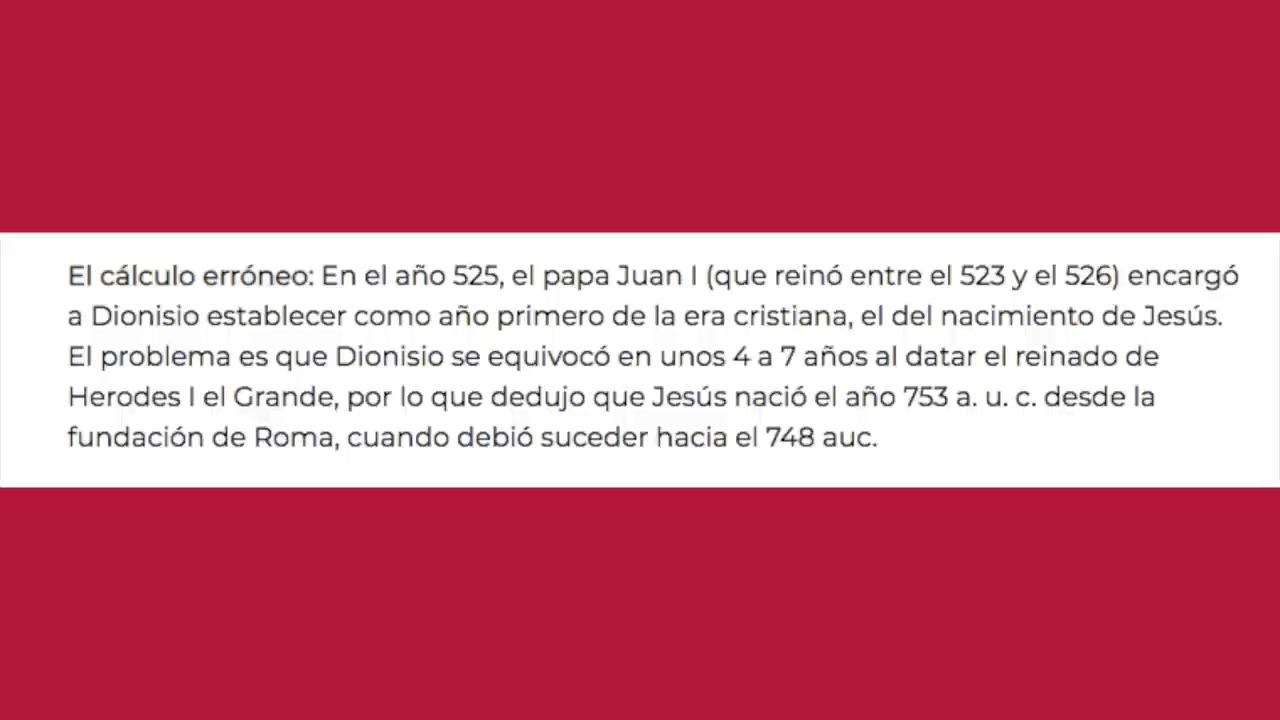 El cálculo erróneo: En el año 525, el papa Juan I (que reinó entre el 523 y el 526) encargó
a Dionisio establecer como año primero de la era cristiana, el del nacimiento de Jesús.
El problema es que Dionisio se equivocó en unos 4 a 7 años al datar el reinado de
Herodes I el Grande, por lo que dedujo que Jesús nació el año 753 a. u. c. desde la
fundación de Roma, cuando debió suceder hacia el 748 auc.